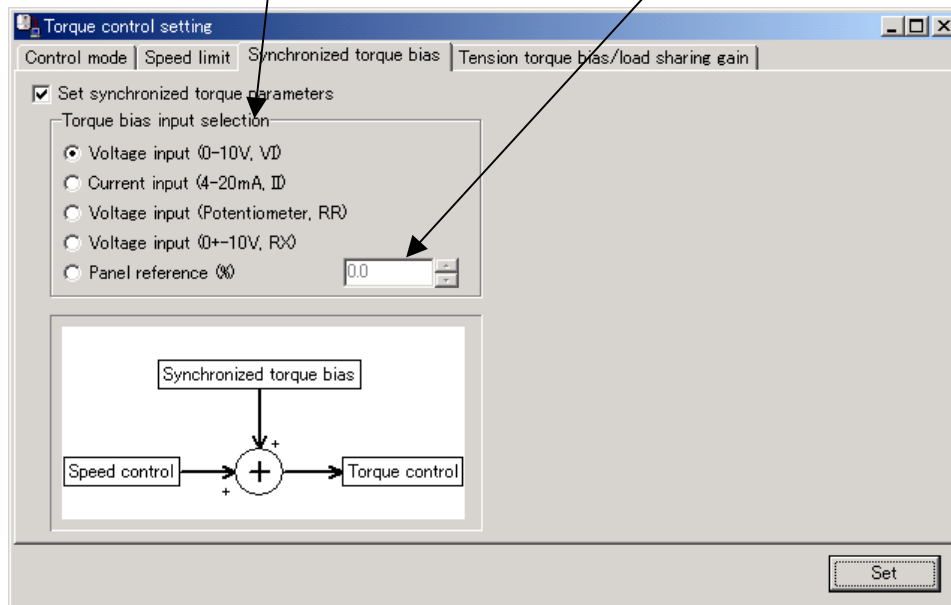 Torque control setting
Control mode Speed limit Synchronized torque bias Tension torque bias/load sharing gain
Set synchronized torque parameters
Torque bias input selection
Voltage input (0-10V, VI)
Current input (4-20mA, II)
Voltage input (Potentiometer, RR)
Voltage input (0+-10V, RX)
Panel reference (%) 0.0
Synchronized torque bias
+
Speed control + Torque control
+
Set